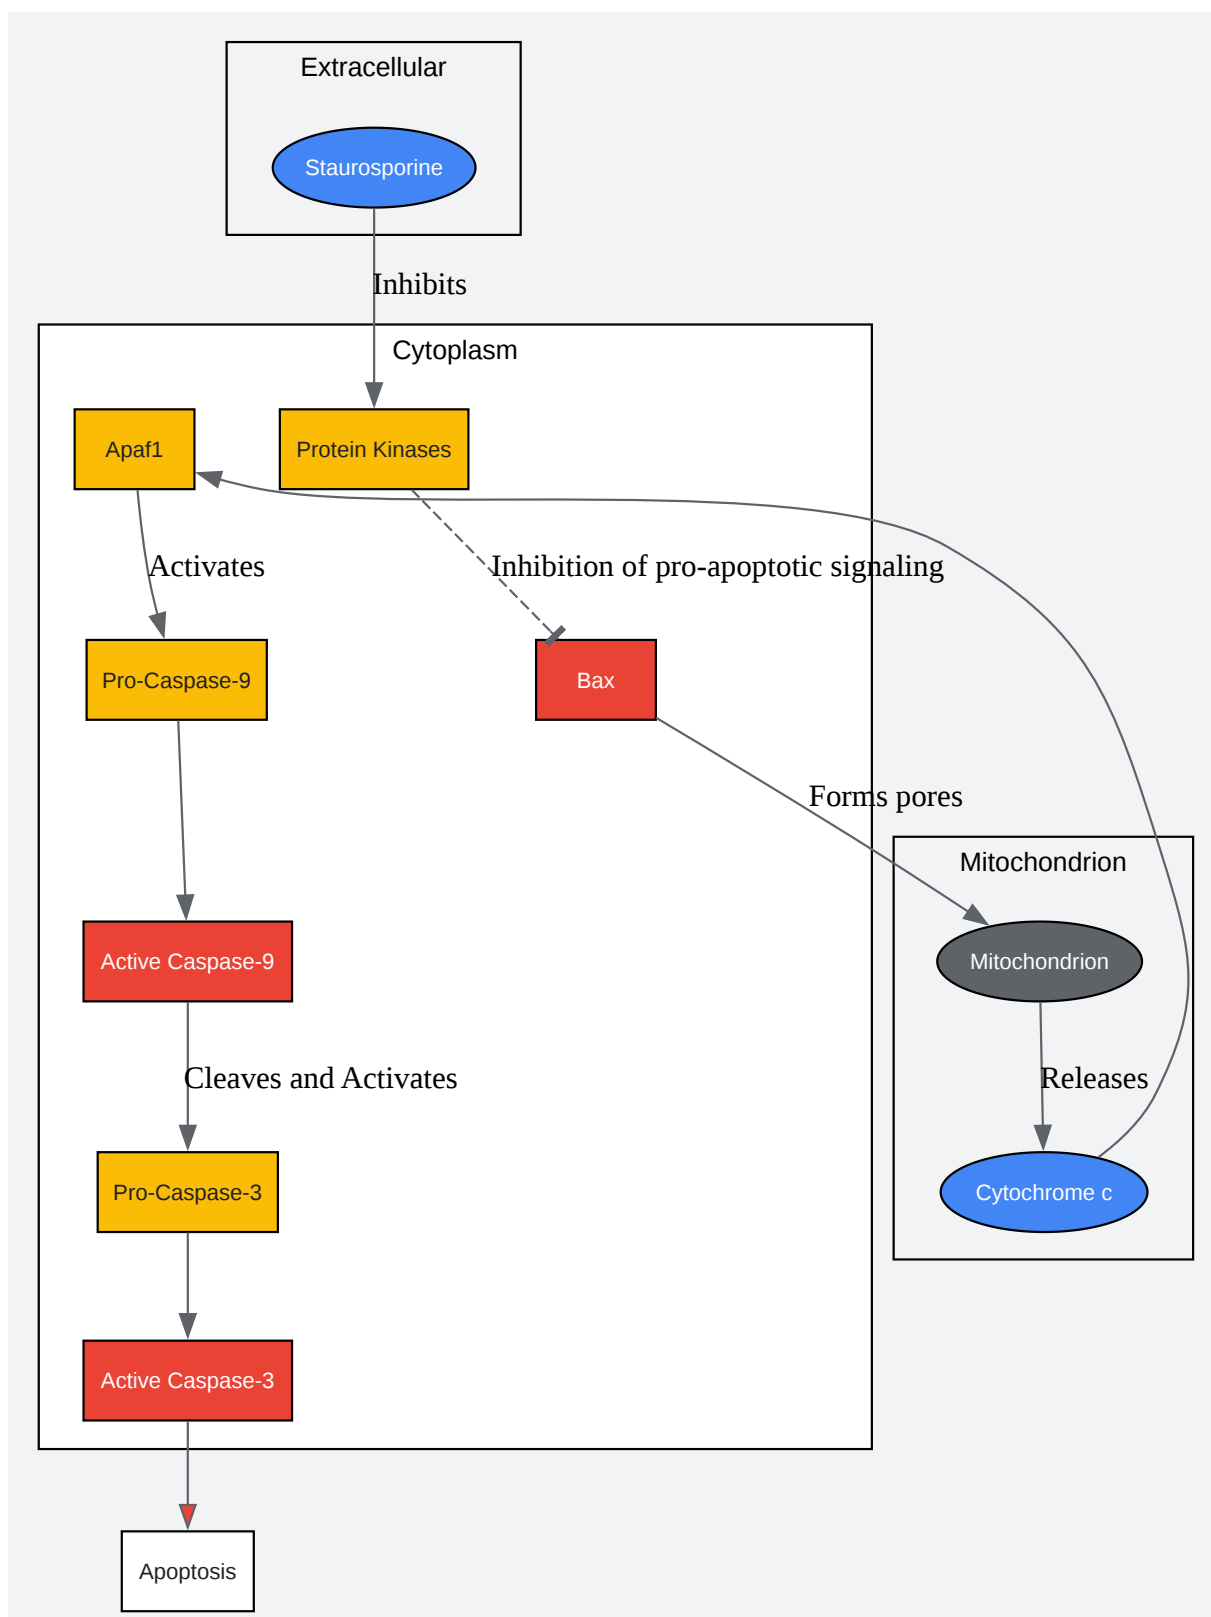 Extracellular
Staurosporine
Inhibits
Cytoplasm
Apaf1
Protein Kinases
Activates
Inhibition of pro-apoptotic signaling
Pro-Caspase-9
Bax
Forms pores
Mitochondrion
Active Caspase-9
Mitochondrion
Cleaves and Activates
Releases
Pro-Caspase-3
Cytochrome c
Active Caspase-3
Apoptosis